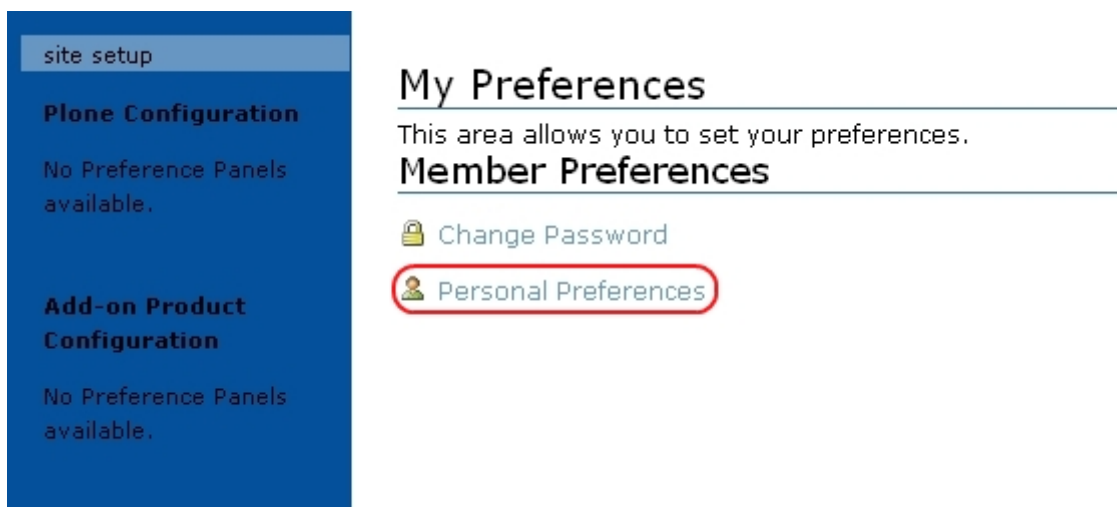 site setup
Plone Configuration
No Preference Panels
available.
Add-on Product
Configuration
No Preference Panels
available.
My Preferences
This area allows you to set your preferences.
Member Preferences
Change Password
Personal Preferences